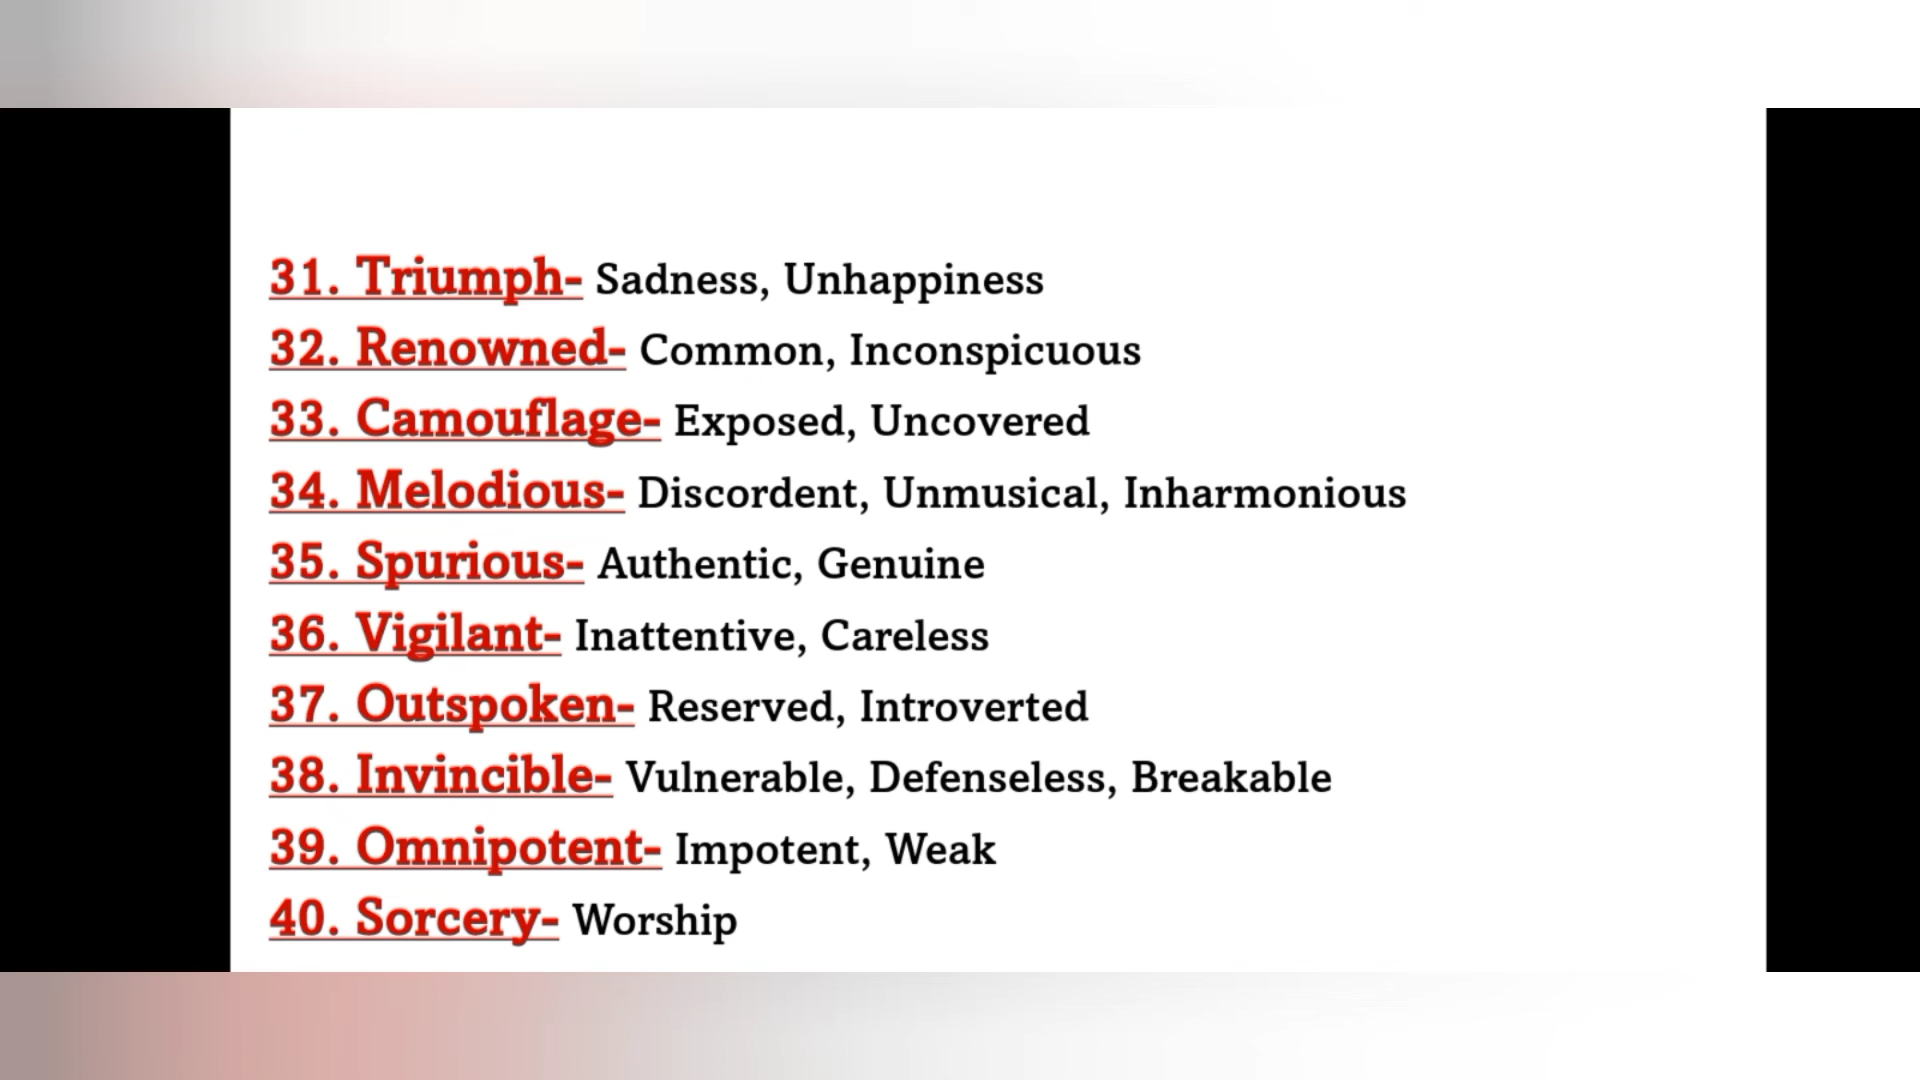 31. Triumph- Sadness, Unhappiness
32. Renowned- Common, Inconspicuous
33. Camouflage- Exposed, Uncovered
34. Melodious- Discordent, Unmusical, Inharmonious
35. Spurious- Authentic, Genuine
36. Vigilant- Inattentive, Careless
37. Outspoken- Reserved, Introverted
38. Invincible- Vulnerable, Defenseless, Breakable
39. Omnipotent- Impotent, Weak
40. Sorcery- Worship